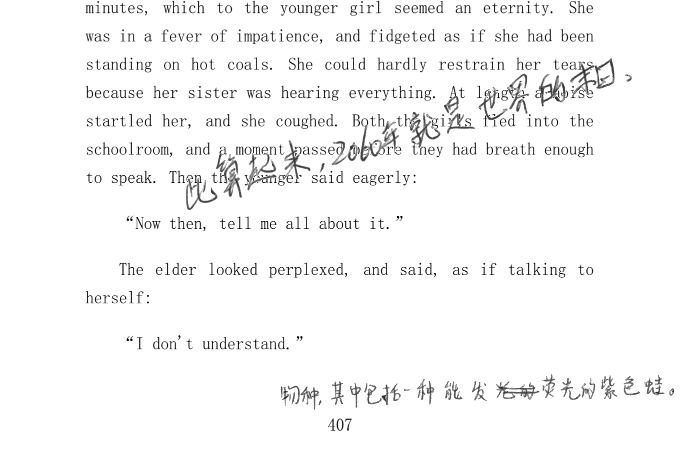 minutes, which to the younger girl seemed an eternity. She
was in a fever of impatience, and fidgeted as if she had been
standing on hot coals. She could hardly restrain her tears
because her sister was hearing everything. At length a noise
startled her, and she coughed. Both the girls fled into the
schoolroom, and a moment passed before they had breath enough
to speak. Then the younger said eagerly:
此算起来，2060年就是世界的末日。
“Now then, tell me all about it.”
The elder looked perplexed, and said, as if talking to
herself:
“I don't understand.”
物种，其中包括一种能发荧光的紫色蛙。
407